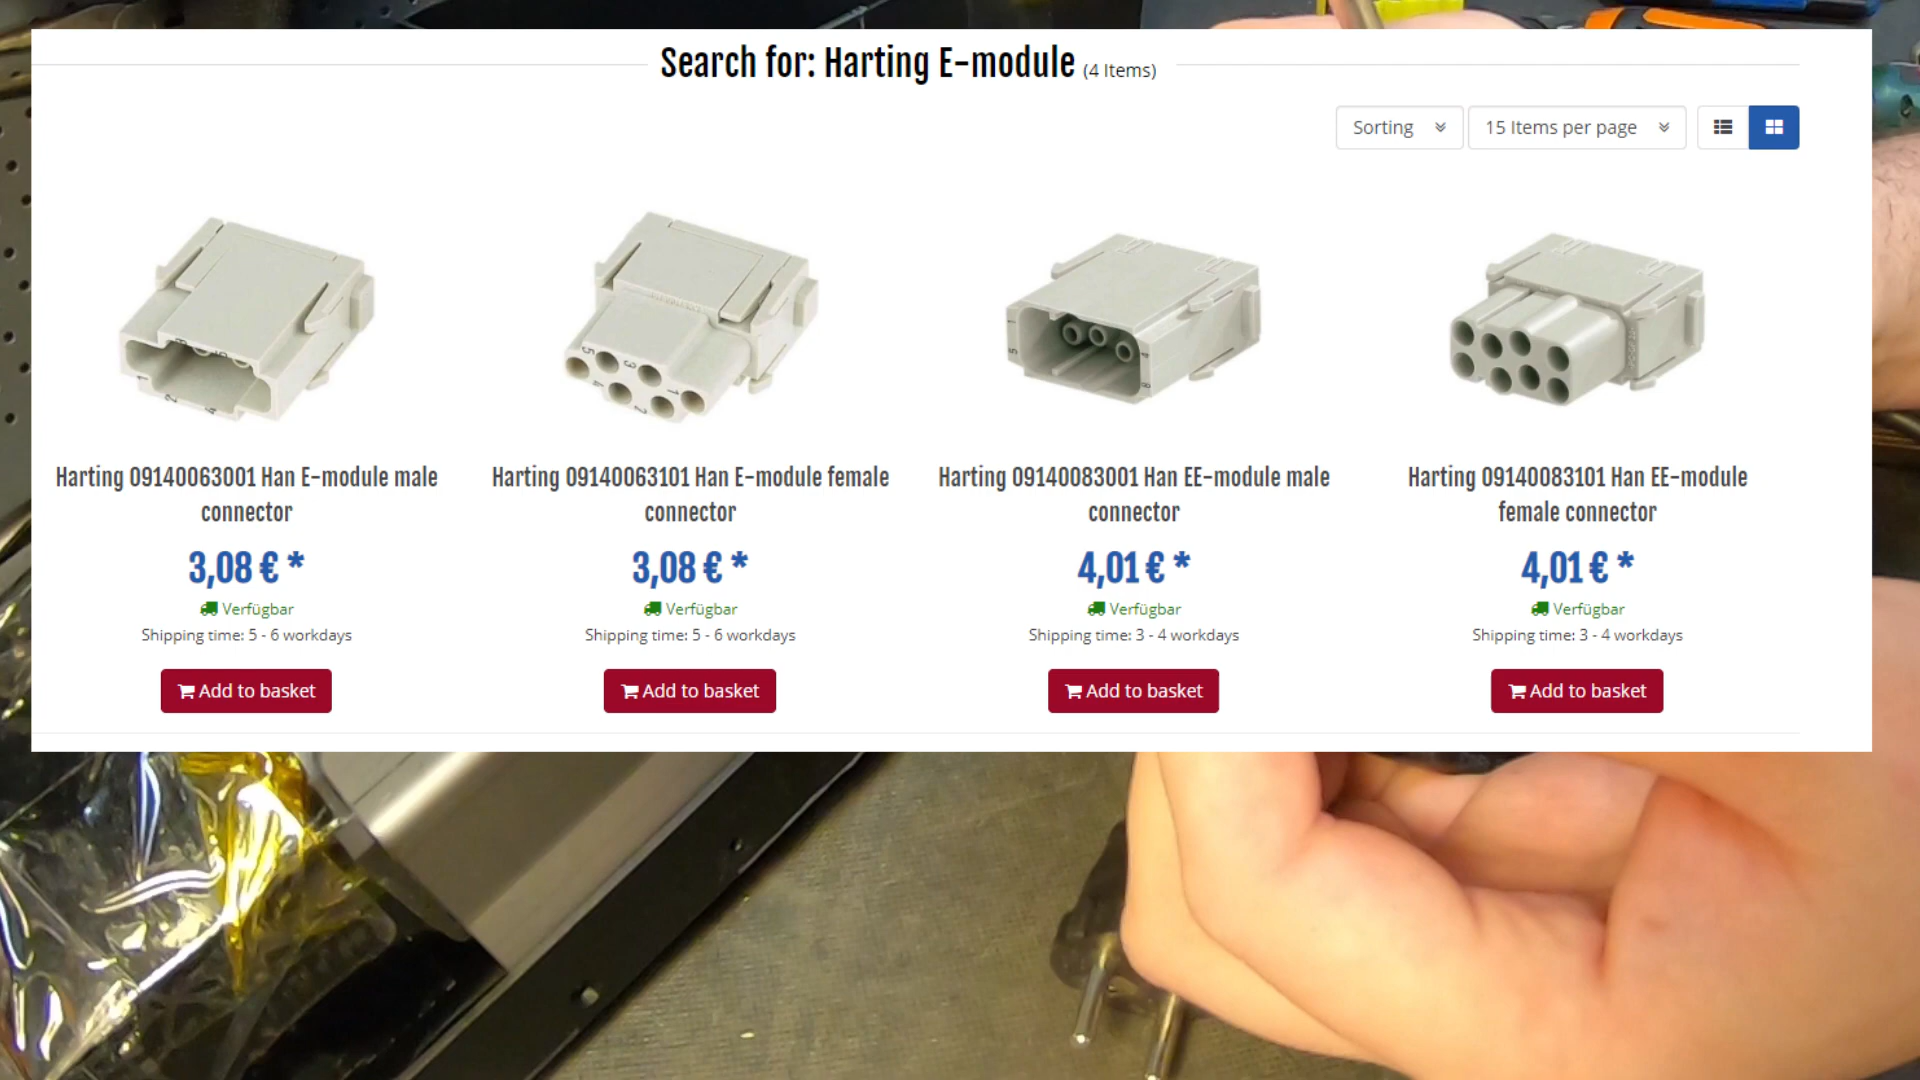 Search for: Harting E-module (4 Items)
Sorting
15 Items per page
Harting 09140063001 Han E-module male
connector
3,08 € *
Verfügbar
Shipping time: 5 - 6 workdays
Add to basket
Harting 09140063101 Han E-module female
connector
3,08 € *
Verfügbar
Shipping time: 5 - 6 workdays
Add to basket
Harting 09140083001 Han EE-module male
connector
4,01 € *
Verfügbar
Shipping time: 3 - 4 workdays
Add to basket
Harting 09140083101 Han EE-module
female connector
4,01 € *
Verfügbar
Shipping time: 3 - 4 workdays
Add to basket